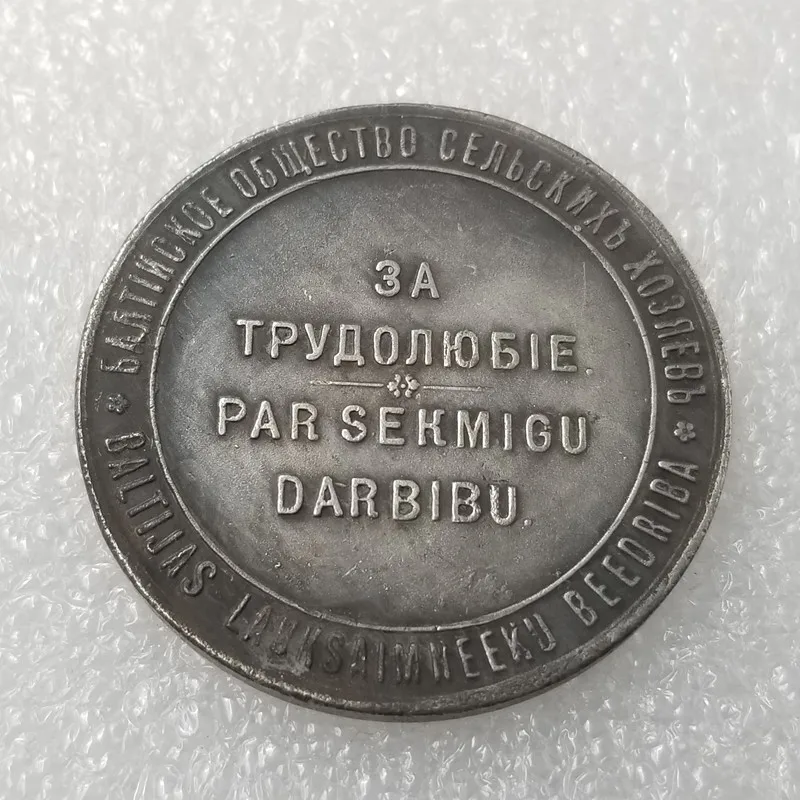 БАЛТІЙСКОЕ ОБЩЕСТВО СЕЛЬСКИХЪ ХОЗЯЕВЪ
ЗА
ТРУДОЛЮБІЕ.
PAR SEKMIGU
DARBIBU.
BALTIJAS LAUKSAIMNEEKU BEEDRIBA